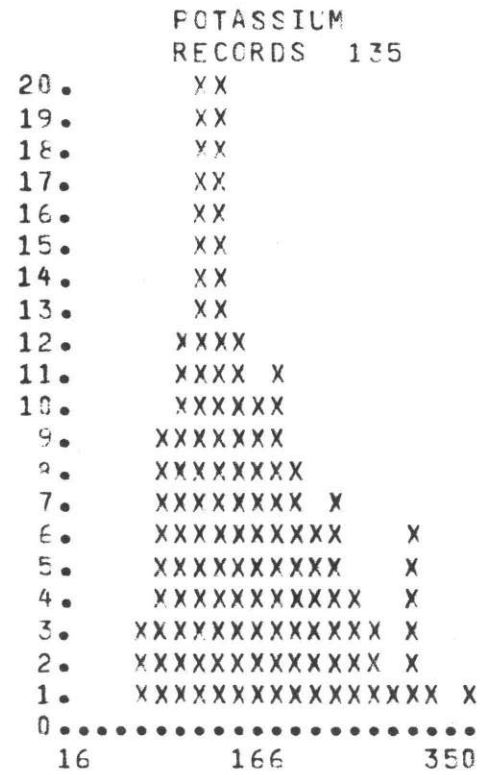 POTASSIUM
RECORDS 135
20. XX
19. XX
18. XX
17. XX
16. XX
15. XX
14. XX
13. XX
12. XXXX
11. XXXX X
10. XXXXXX
9. XXXXXXX
8. XXXXXXXX
7. XXXXXXXX X
6. XXXXXXXXXX   X
5. XXXXXXXXXX   X
4. XXXXXXXXXXX  X
3. XXXXXXXXXXXXX X
2. XXXXXXXXXXXXX X
1. XXXXXXXXXXXXXXXX X
0......................
16 166 350